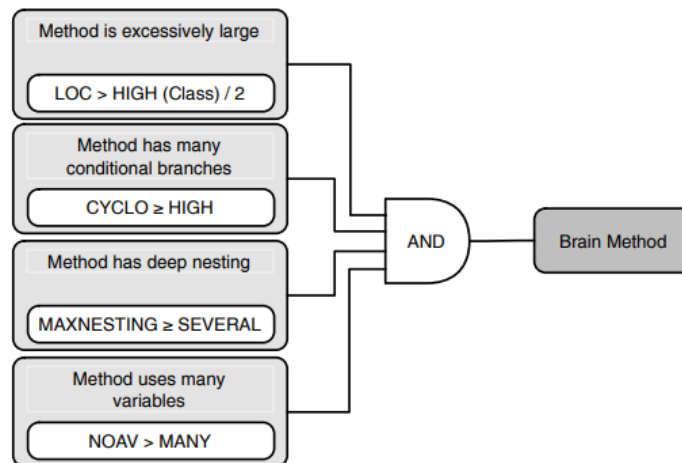 Method is excessively large
LOC > HIGH (Class) / 2
Method has many
conditional branches
CYCLO ≥ HIGH
Method has deep nesting
MAXNESTING ≥ SEVERAL
Method uses many
variables
NOAV > MANY
AND
Brain Method